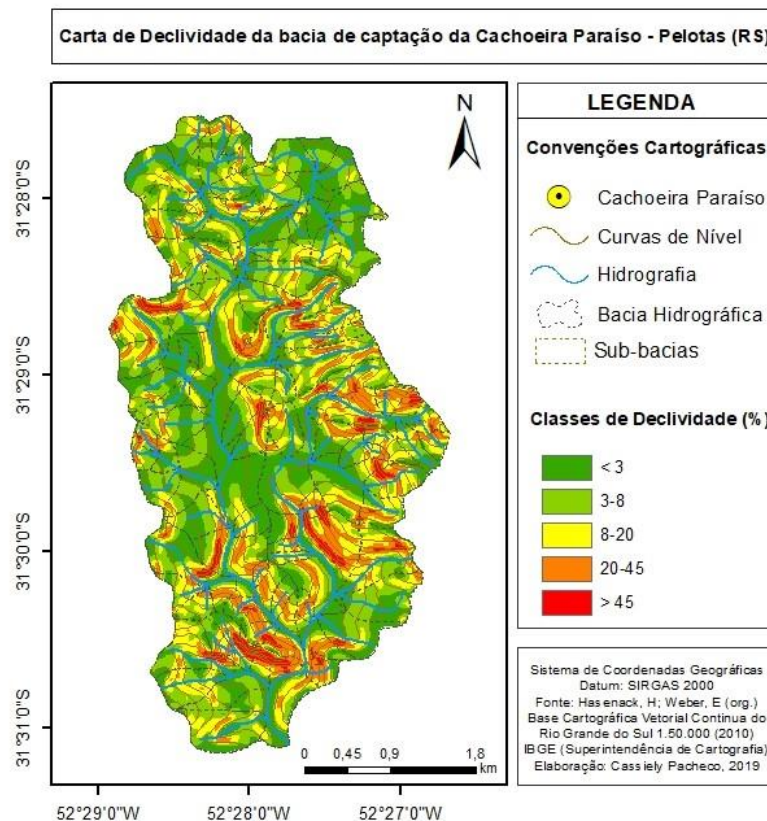 Carta de Declividade da bacia de captação da Cachoeira Paraíso - Pelotas (RS)
N
31°28'0"S
31°29'0"S
31°30'0"S
31°31'0"S
0 0,45 0,9 1,8
km
52°29'0"W 52°28'0"W 52°27'0"W
LEGENDA
Convenções Cartográficas
Cachoeira Paraíso
Curvas de Nível
Hidrografia
Bacia Hidrográfica
Sub-bacias
Classes de Declividade (%)
< 3
3-8
8-20
20-45
> 45
Sistema de Coordenadas Geográficas
Datum: SIRGAS 2000
Fonte: Hasenack, H; Weber, E (org.)
Base Cartográfica Vetorial Contínua do
Rio Grande do Sul 1:50.000 (2010)
IBGE (Superintendência de Cartografia)
Elaboração: Cassiely Pacheco, 2019